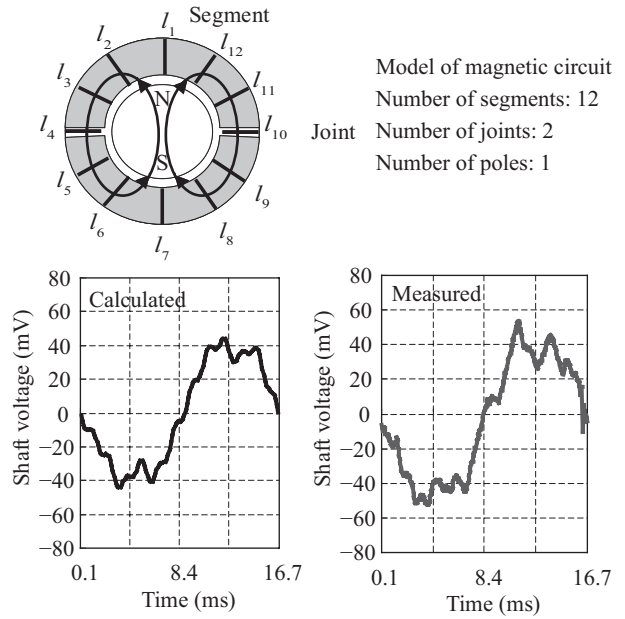 Segment
l1
l2
l12
l3
l11
N
l4
l10
Joint
S
l5
l9
l6
l8
l7
Model of magnetic circuit
Number of segments: 12
Number of joints: 2
Number of poles: 1
80
60
40
20
0
−20
−40
−60
−80
Shaft voltage (mV)
Calculated
0.1
8.4
16.7
Time (ms)
80
60
40
20
0
−20
−40
−60
−80
Shaft voltage (mV)
Measured
0.1
8.4
16.7
Time (ms)